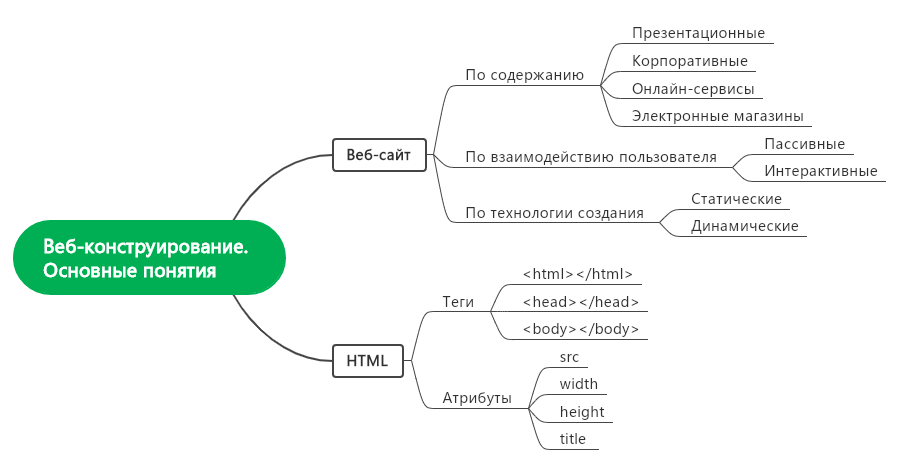 Веб-конструирование.
Основные понятия
Веб-сайт
По содержанию
Презентационные
Корпоративные
Онлайн-сервисы
Электронные магазины
По взаимодействию пользователя
Пассивные
Интерактивные
По технологии создания
Статические
Динамические
HTML
Теги
<html></html>
<head></head>
<body></body>
Атрибуты
src
width
height
title